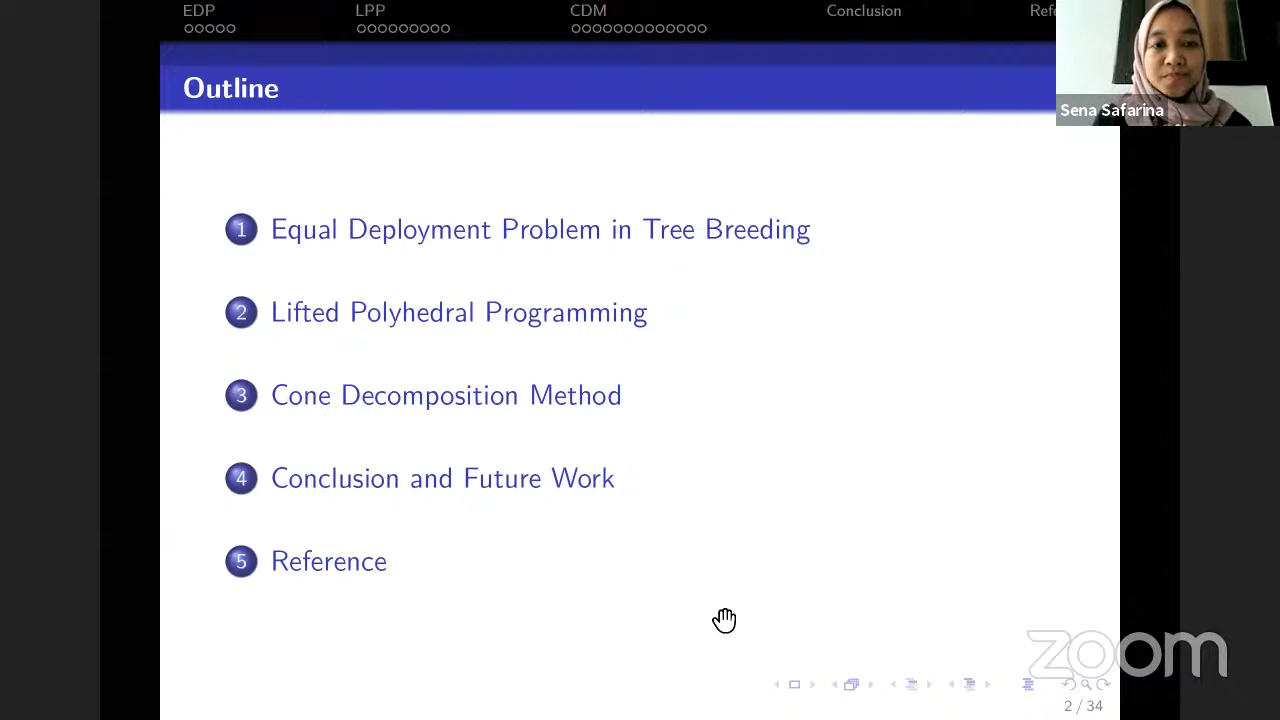 EDP LPP CDM Conclusion Refe
Sena Safarina
Outline
1 Equal Deployment Problem in Tree Breeding
2 Lifted Polyhedral Programming
3 Cone Decomposition Method
4 Conclusion and Future Work
5 Reference
zoom
2 / 34